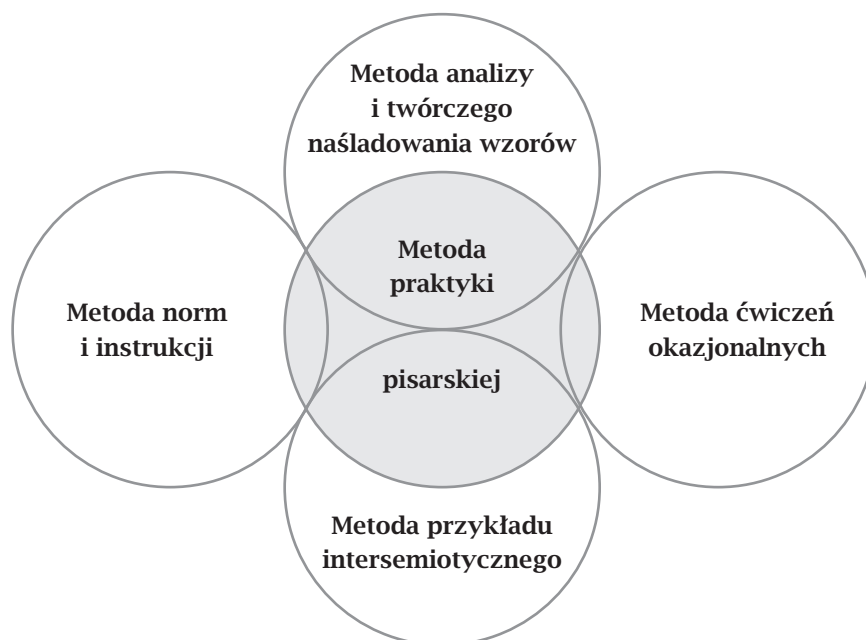 Metoda analizy
i twórczego
naśladowania wzorów
Metoda
praktyki
pisarskiej
Metoda norm
i instrukcji
Metoda ćwiczeń
okazjonalnych
Metoda przykładu
intersemiotycznego